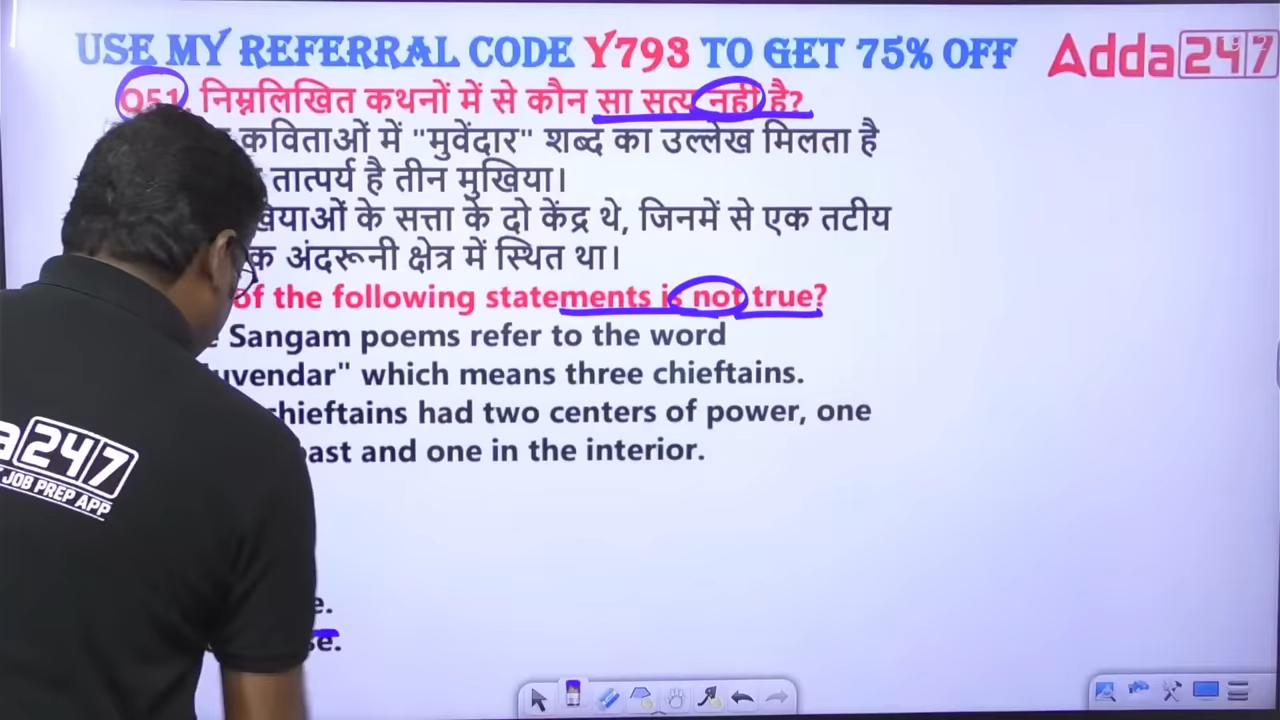 USE MY REFERRAL CODE Y793 TO GET 75% OFF
Adda247
Q51. निम्नलिखित कथनों में से कौन सा सत्य नही है?
कविताओं में "मुवेंदार" शब्द का उल्लेख मिलता है
तात्पर्य है तीन मुखिया।
के सत्ता के दो केंद्र थे, जिनमें से एक तटीय
अंदरूनी क्षेत्र में स्थित था।
of the following statements is not true?
Sangam poems refer to the word
uvendar" which means three chieftains.
chieftains had two centers of power, one
past and one in the interior.
e.
se.
a247
JOB PREP APP